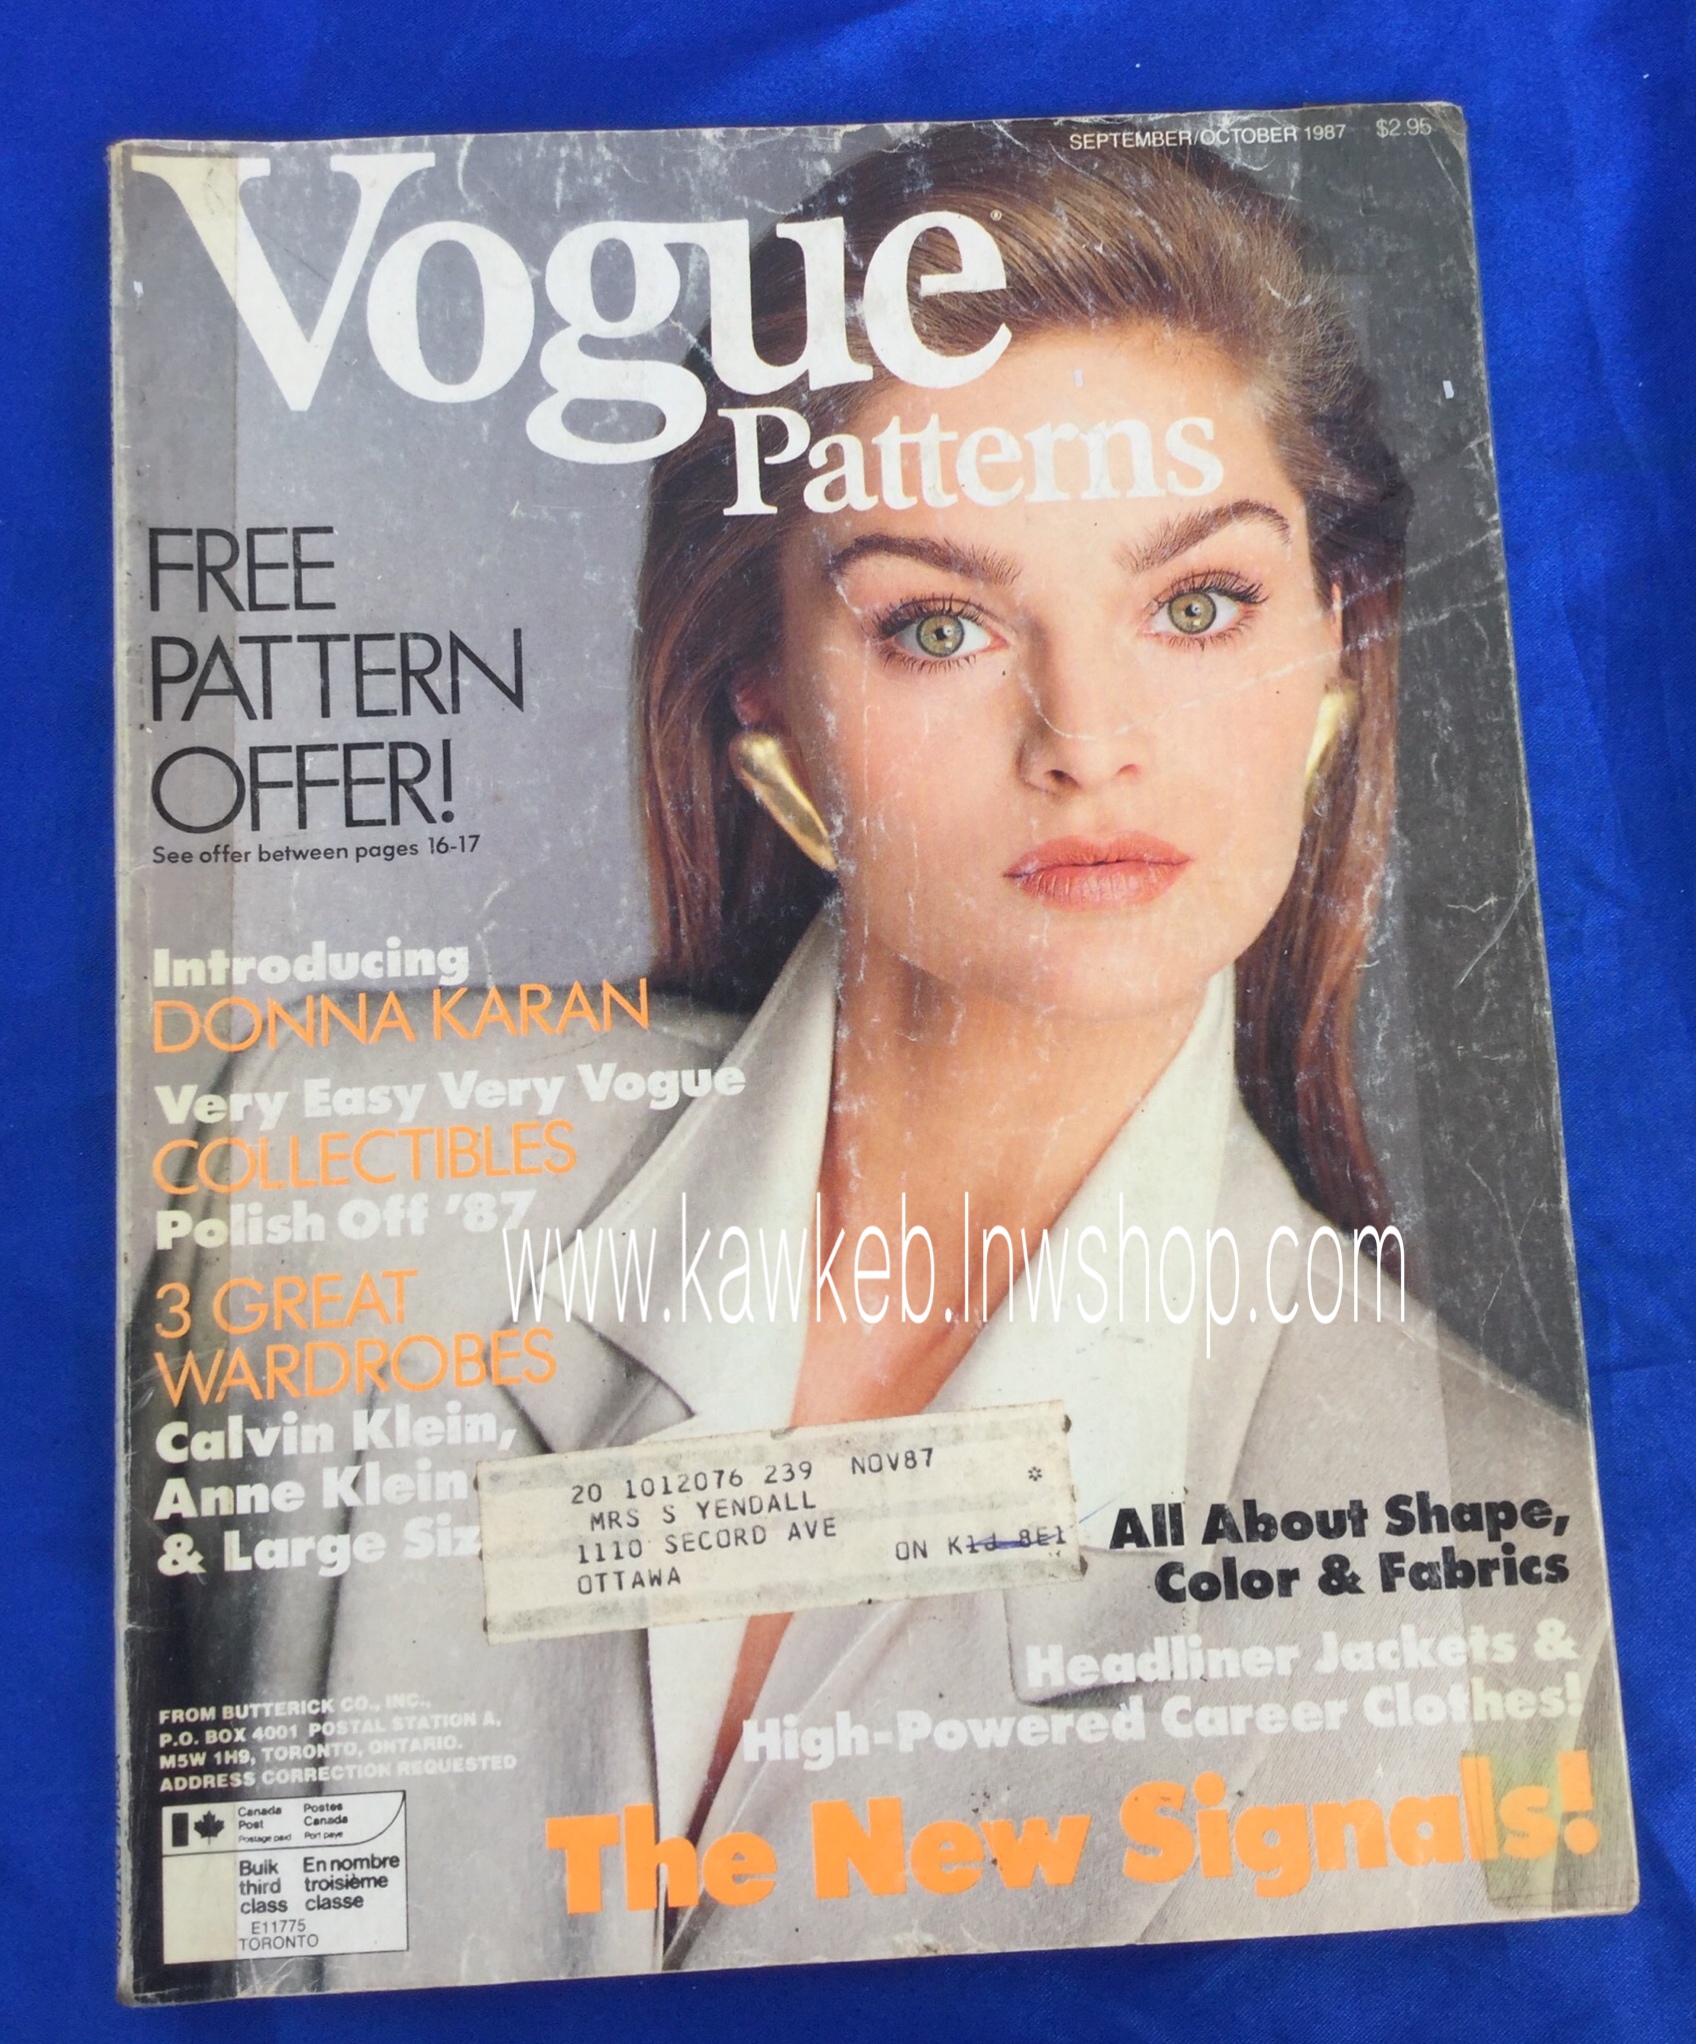 SEPTEMBER/OCTOBER 1987 $2.95
Vogue®
Patterns
FREE
PATTERN
OFFER!
See offer between pages 16-17
Introducing
DONNA KARAN
Very Easy Very Vogue
COLLECTIBLES
Polish Off '87
3 GREAT
WARDROBES
Calvin Klein,
Anne Klein
& Large Siz
www.kawkeb.lnwshop.com
20 1012076 239 NOV87
*
MRS S YENDALL
1110 SECORD AVE
OTTAWA
ON K1J 8E1
All About Shape,
Color & Fabrics
Headliner Jackets &
High-Powered Career Clothes!
The New Signals!
FROM BUTTERICK CO., INC.,
P.O. BOX 4001 POSTAL STATION A,
M5W 1H9, TORONTO, ONTARIO.
ADDRESS CORRECTION REQUESTED
Canada Postes
Post Canada
Postage paid Port payé
Bulk En nombre
third troisième
class classe
E11775
TORONTO